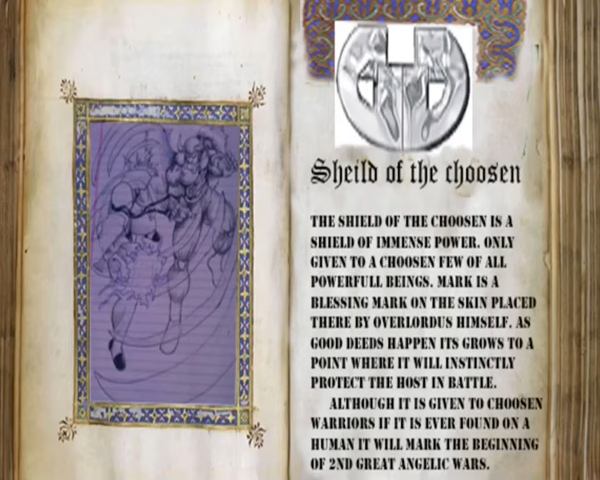 Sheild of the choosen
THE SHIELD OF THE CHOOSEN IS A
SHIELD OF IMMENSE POWER. ONLY
GIVEN TO A CHOOSEN FEW OF ALL
POWERFULL BEINGS. MARK IS A
BLESSING MARK ON THE SKIN PLACED
THERE BY OVERLORDUS HIMSELF. AS
GOOD DEEDS HAPPEN ITS GROWS TO A
POINT WHERE IT WILL INSTINCTLY
PROTECT THE HOST IN BATTLE.
ALTHOUGH IT IS GIVEN TO CHOOSEN
WARRIORS IF IT IS EVER FOUND ON A
HUMAN IT WILL MARK THE BEGINNING
OF 2ND GREAT ANGELIC WARS.